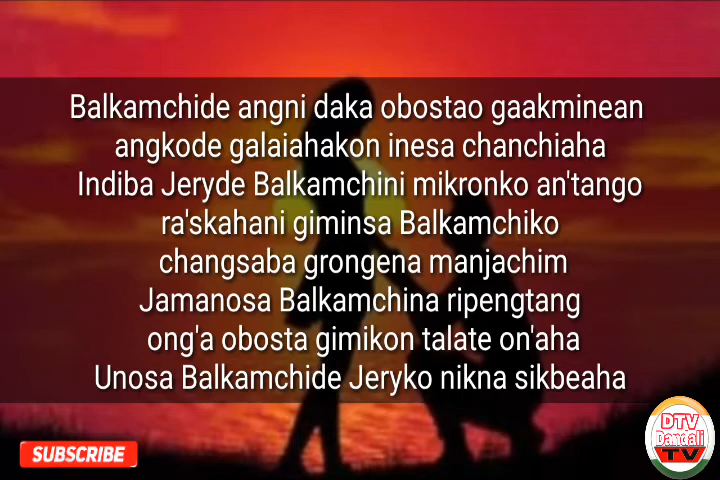 Balkamchide angni daka obostao gaakminean
angkode galaiahakon inesa chanchiaha
Indiba Jeryde Balkamchini mikronko an'tango
ra'skahani giminsa Balkamchiko
changsaba grongena manjachim
Jamanosa Balkamchina ripengtang
ong'a obosta gimikon talate on'aha
Unosa Balkamchide Jeryko nikna sikbeaha
SUBSCRIBE
DTV
Dangali
TV